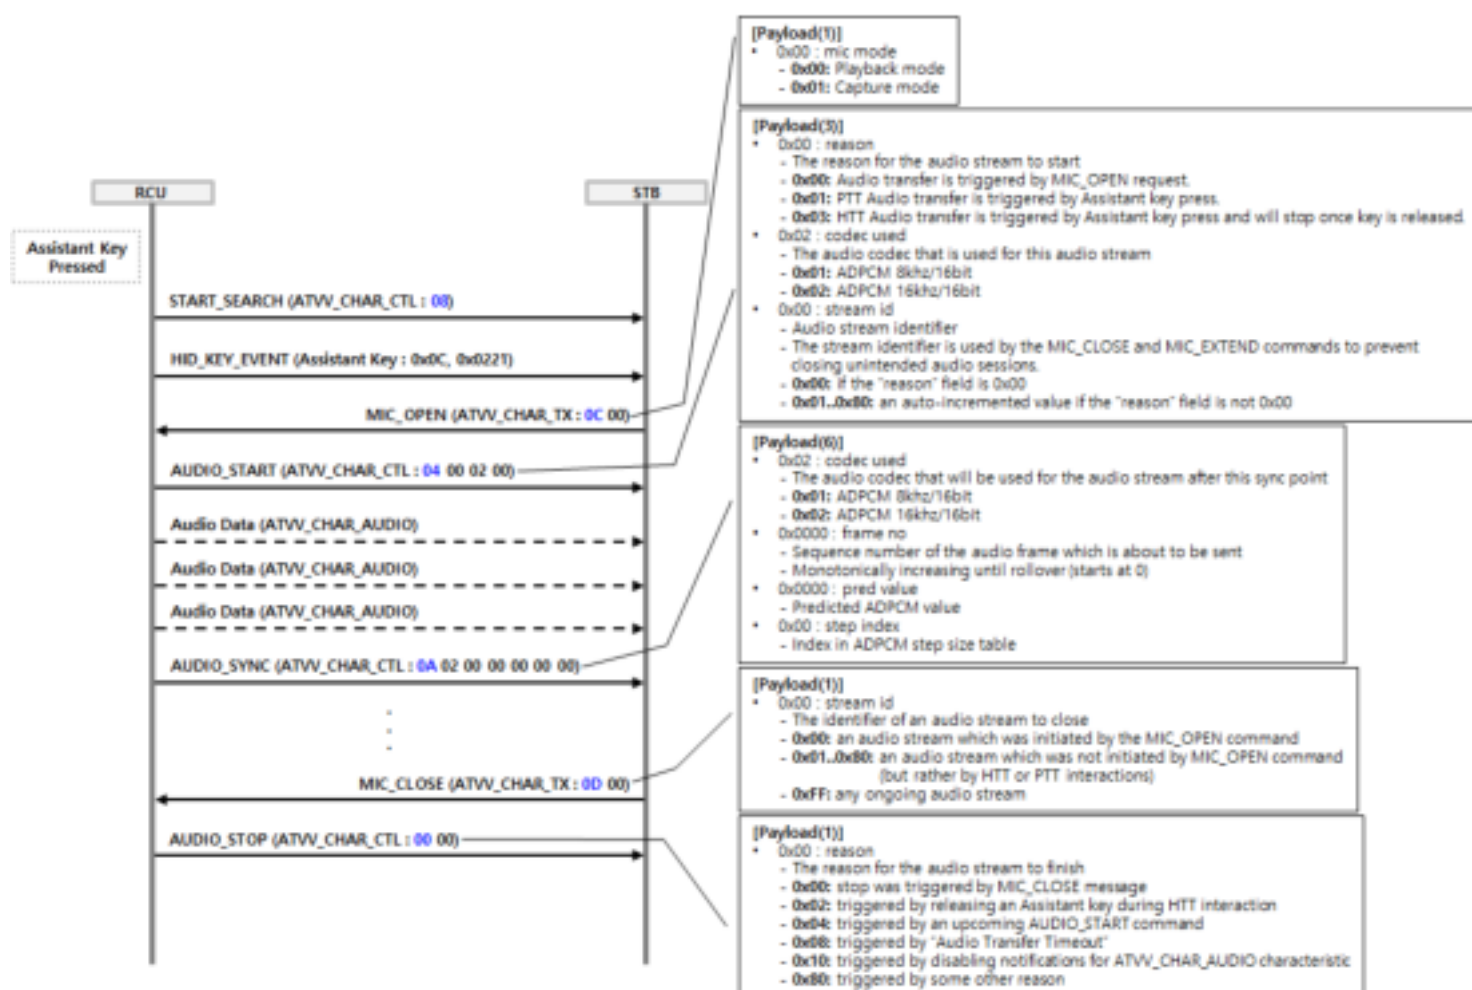 RCU
STB
Assistant Key
Pressed
START_SEARCH (ATVV_CHAR_CTL : 08)
HID_KEY_EVENT (Assistant Key : 0x0C, 0x0221)
MIC_OPEN (ATVV_CHAR_TX : 0C 00)
AUDIO_START (ATVV_CHAR_CTL : 04 00 02 00)
Audio Data (ATVV_CHAR_AUDIO)
Audio Data (ATVV_CHAR_AUDIO)
Audio Data (ATVV_CHAR_AUDIO)
AUDIO_SYNC (ATVV_CHAR_CTL : 0A 02 00 00 00 00 00)
MIC_CLOSE (ATVV_CHAR_TX : 0D 00)
AUDIO_STOP (ATVV_CHAR_CTL : 00 00)
[Payload(1)]
• 0x00 : mic mode
- 0x00: Playback mode
- 0x01: Capture mode
[Payload(3)]
• 0x00 : reason
- The reason for the audio stream to start
- 0x00: Audio transfer is triggered by MIC_OPEN request.
- 0x01: PTT Audio transfer is triggered by Assistant key press.
- 0x03: HTT Audio transfer is triggered by Assistant key press and will stop once key is released.
• 0x02 : codec used
- The audio codec that is used for this audio stream
- 0x01: ADPCM 8khz/16bit
- 0x02: ADPCM 16khz/16bit
• 0x00 : stream id
- Audio stream identifier
- The stream identifier is used by the MIC_CLOSE and MIC_EXTEND commands to prevent
closing unintended audio sessions.
- 0x00: if the "reason" field is 0x00
- 0x01..0x80: an auto-incremented value if the "reason" field is not 0x00
[Payload(6)]
• 0x02 : codec used
- The audio codec that will be used for the audio stream after this sync point
- 0x01: ADPCM 8khz/16bit
- 0x02: ADPCM 16khz/16bit
• 0x0000 : frame no
- Sequence number of the audio frame which is about to be sent
- Monotonically increasing until rollover (starts at 0)
• 0x0000 : pred value
- Predicted ADPCM value
• 0x00 : step index
- Index in ADPCM step size table
[Payload(1)]
• 0x00 : stream id
- The identifier of an audio stream to close
- 0x00: an audio stream which was initiated by the MIC_OPEN command
- 0x01..0x80: an audio stream which was not initiated by MIC_OPEN command
(but rather by HTT or PTT interactions)
- 0xFF: any ongoing audio stream
[Payload(1)]
• 0x00 : reason
- The reason for the audio stream to finish
- 0x00: stop was triggered by MIC_CLOSE message
- 0x02: triggered by releasing an Assistant key during HTT interaction
- 0x04: triggered by an upcoming AUDIO_START command
- 0x08: triggered by "Audio Transfer Timeout"
- 0x10: triggered by disabling notifications for ATVV_CHAR_AUDIO characteristic
- 0x80: triggered by some other reason